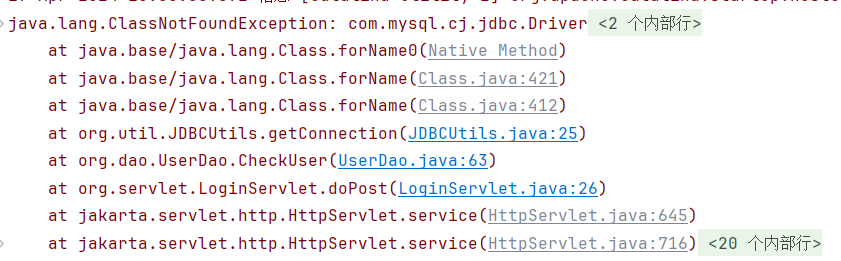 java.lang.ClassNotFoundException: com.mysql.cj.jdbc.Driver <2 个内部行>
at java.base/java.lang.Class.forName0(Native Method)
at java.base/java.lang.Class.forName(Class.java:421)
at java.base/java.lang.Class.forName(Class.java:412)
at org.util.JDBCUtils.getConnection(JDBCUtils.java:25)
at org.dao.UserDao.CheckUser(UserDao.java:63)
at org.servlet.LoginServlet.doPost(LoginServlet.java:26)
at jakarta.servlet.http.HttpServlet.service(HttpServlet.java:645)
at jakarta.servlet.http.HttpServlet.service(HttpServlet.java:716) <20 个内部行>